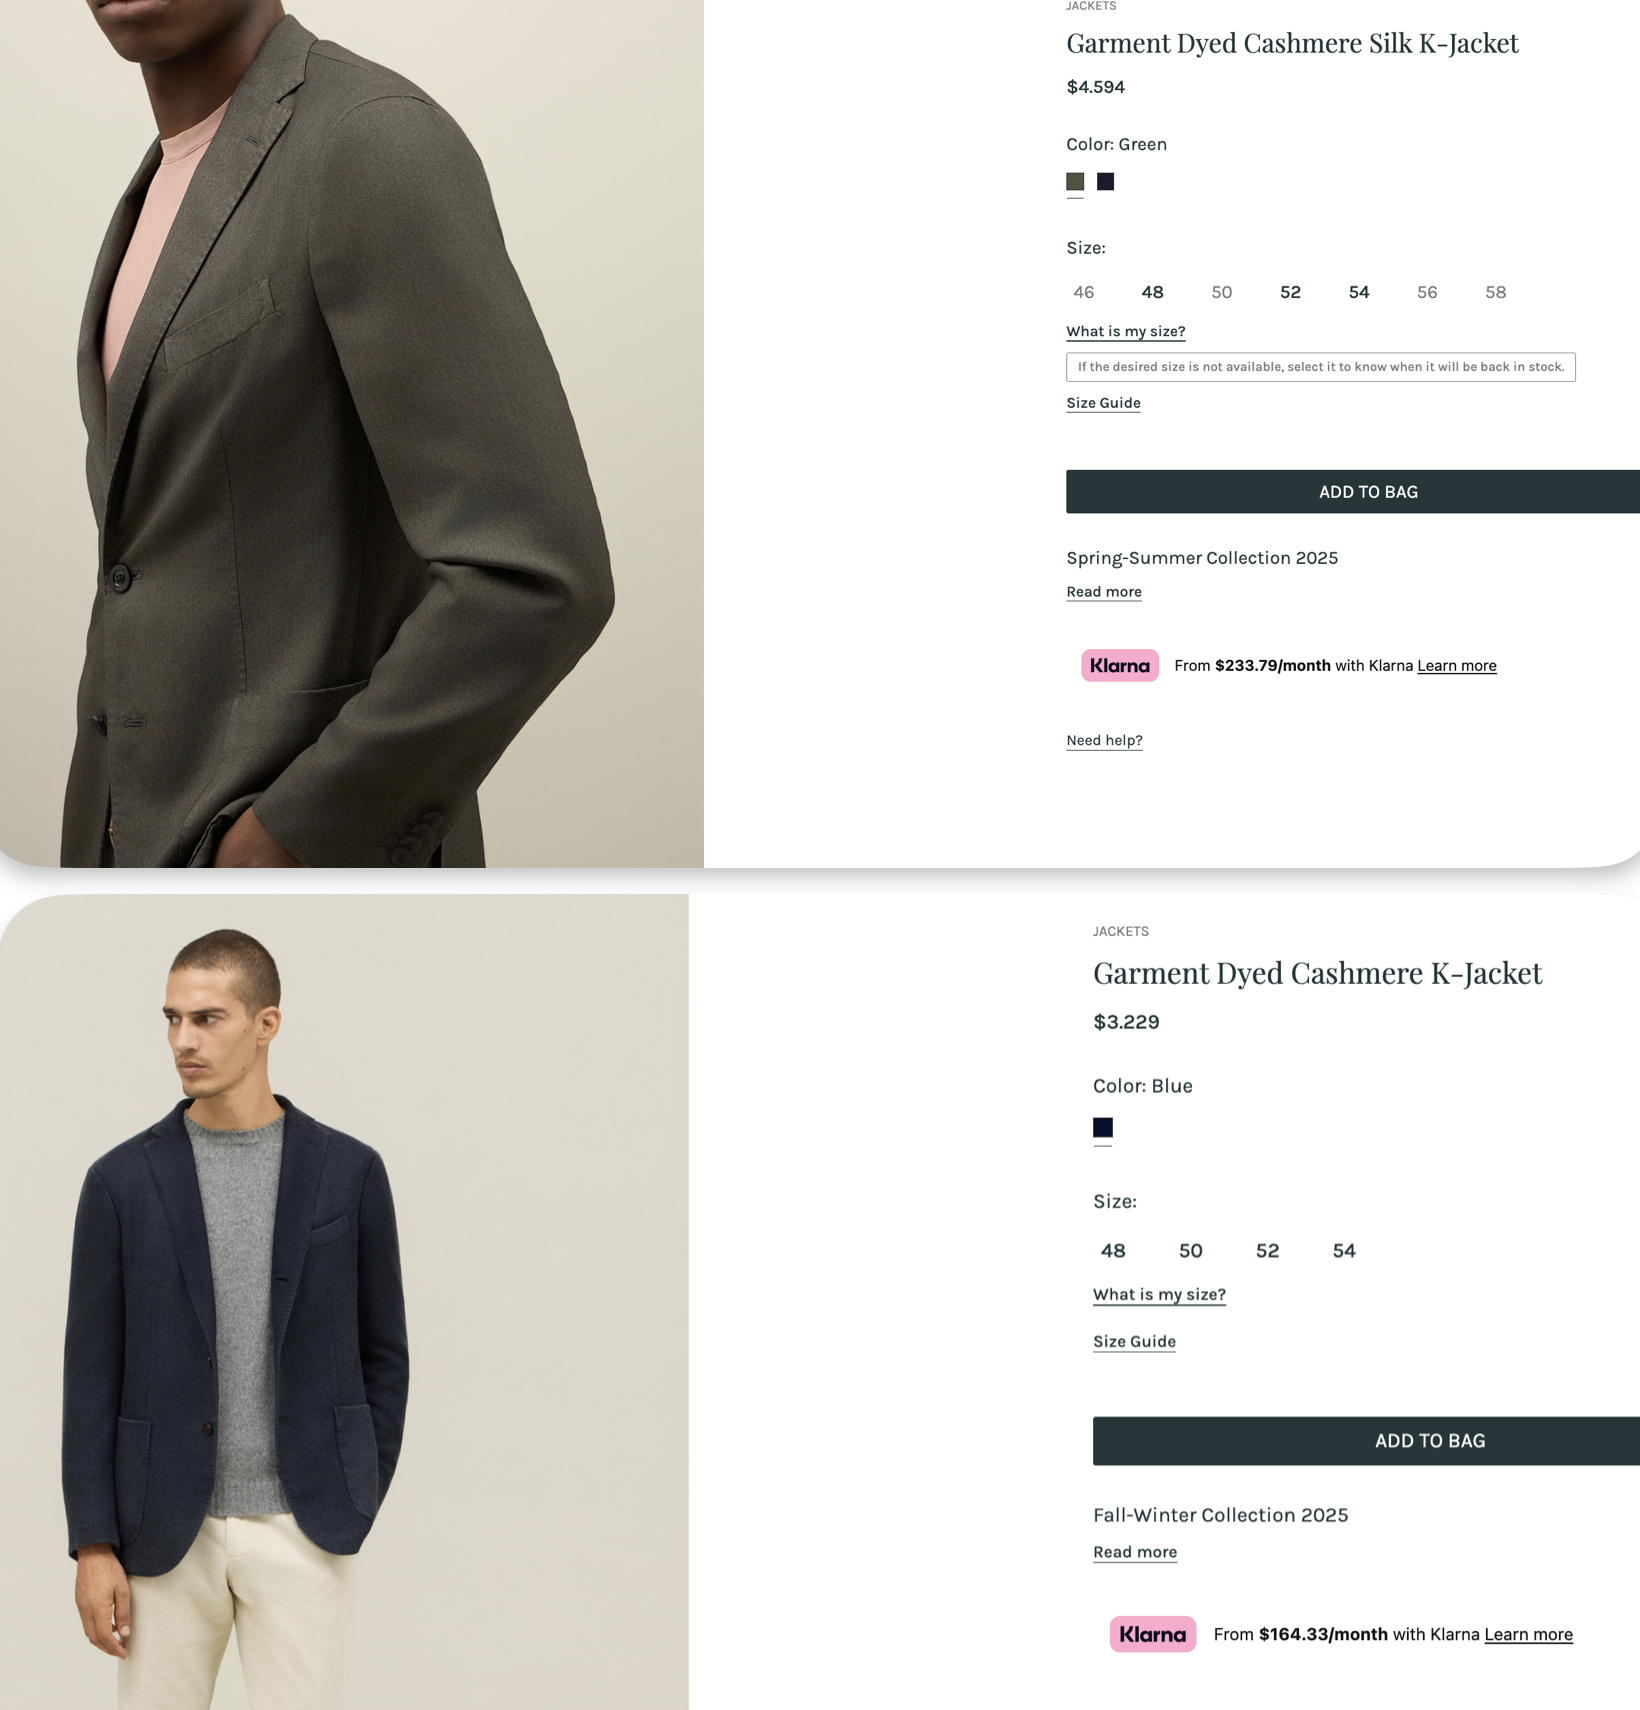 JACKETS
Garment Dyed Cashmere Silk K-Jacket
$4.594
Color: Green
Size:
46 48 50 52 54 56 58
What is my size?
If the desired size is not available, select it to know when it will be back in stock.
Size Guide
ADD TO BAG
Spring-Summer Collection 2025
Read more
Klarna From $233.79/month with Klarna Learn more
Need help?
JACKETS
Garment Dyed Cashmere K-Jacket
$3.229
Color: Blue
Size:
48 50 52 54
What is my size?
Size Guide
ADD TO BAG
Fall-Winter Collection 2025
Read more
Klarna From $164.33/month with Klarna Learn more